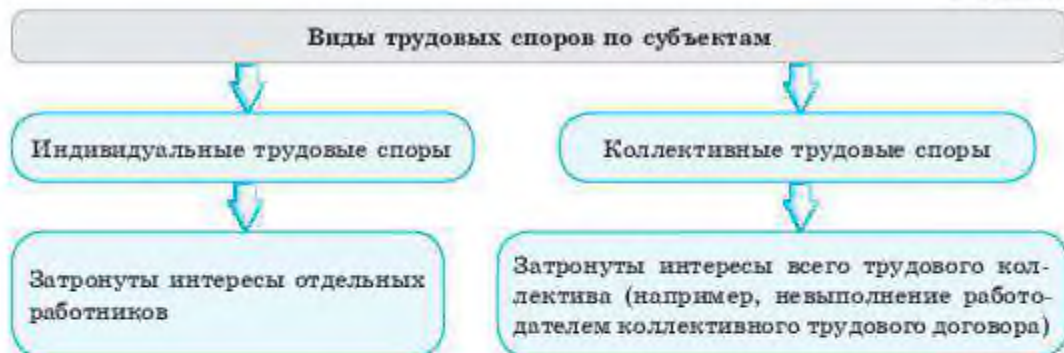 Виды трудовых споров по субъектам
Индивидуальные трудовые споры
Коллективные трудовые споры
Затронуты интересы отдельных
работников
Затронуты интересы всего трудового кол-
лектива (например, невыполнение работо-
дателем коллективного трудового договора)